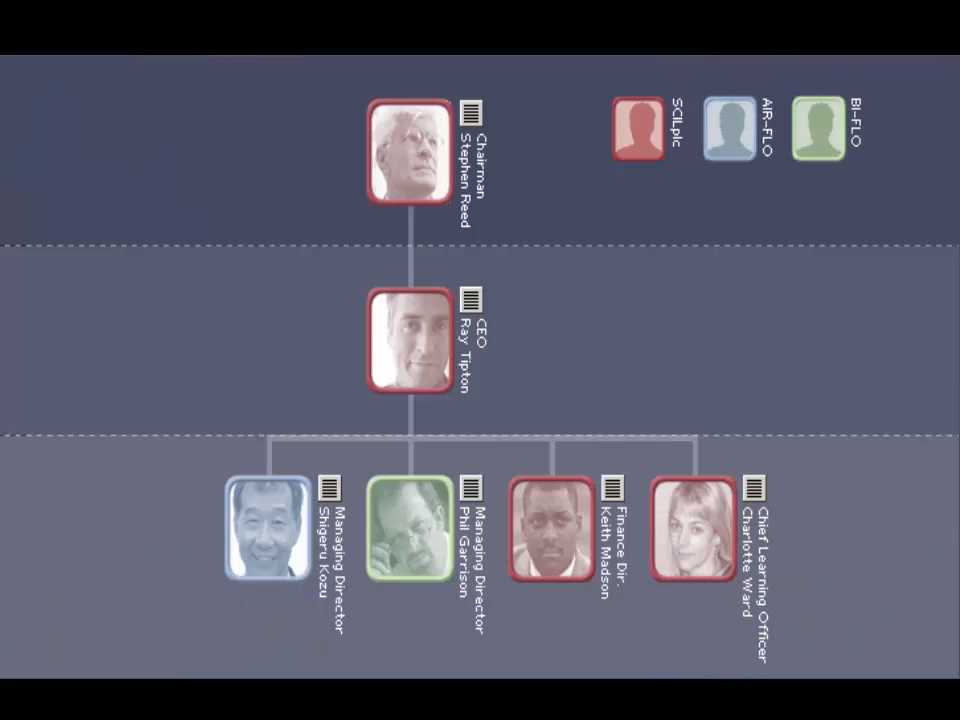 SCILplc
AIR-FLO
BI-FLO
Chairman
Stephen Reed
CEO
Ray Tipton
Managing Director
Shigeru Kozu
Managing Director
Phil Garrison
Finance Dir.
Keith Madson
Chief Learning Officer
Charlotte Ward